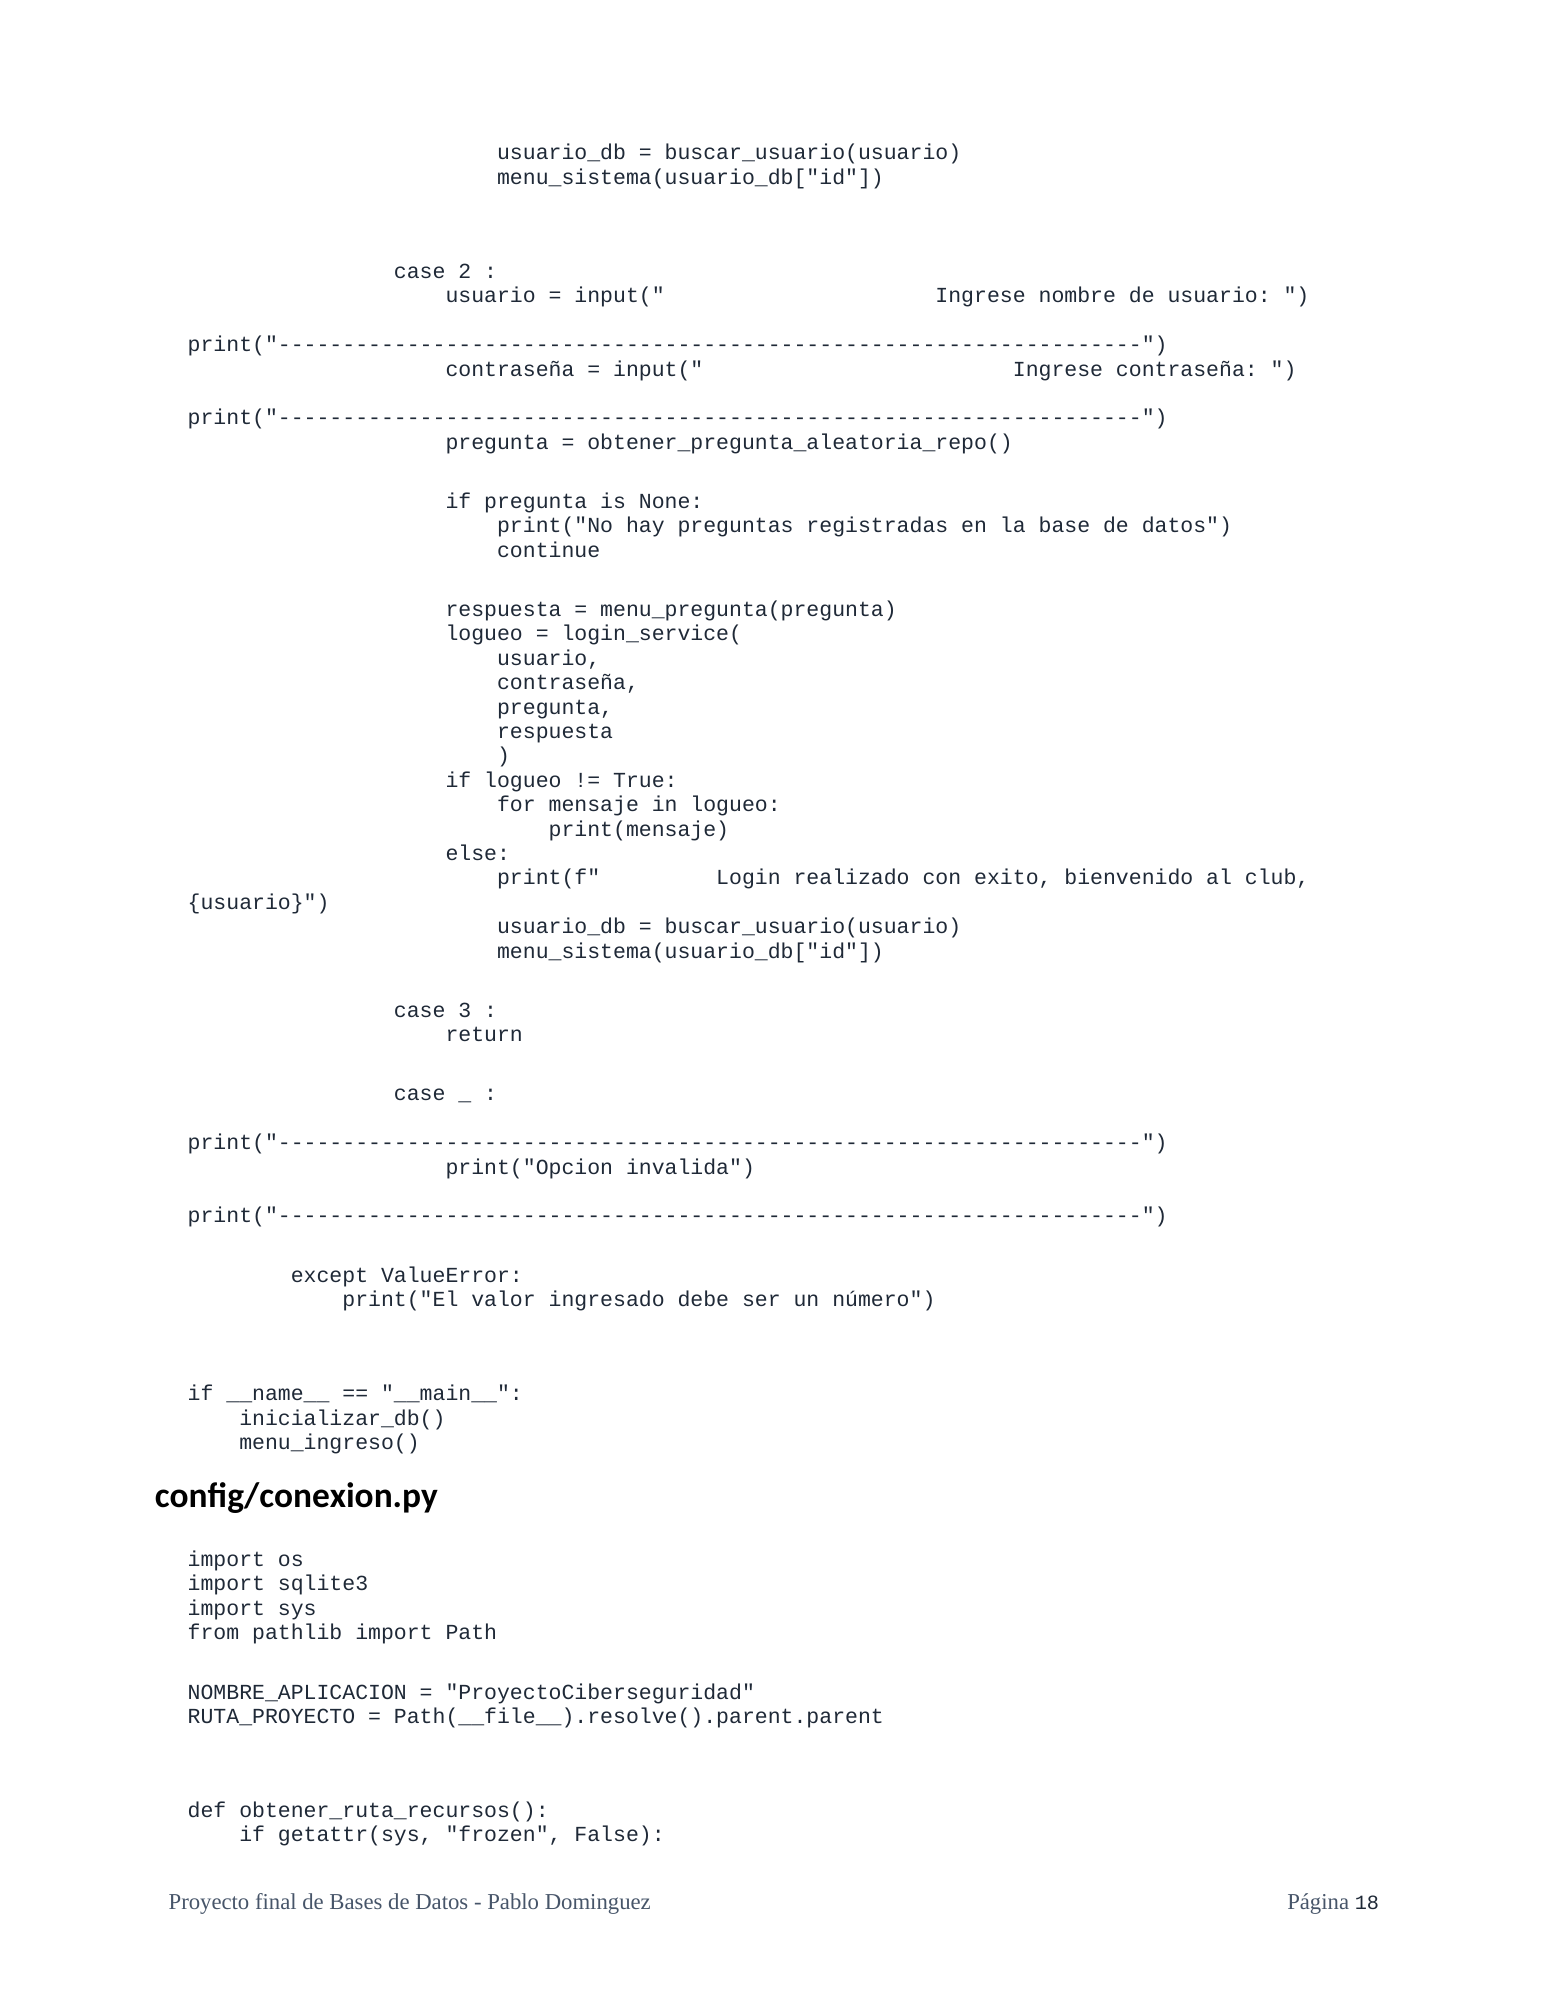 usuario_db = buscar_usuario(usuario)
                        menu_sistema(usuario_db["id"])

                case 2 :
                    usuario = input("                     Ingrese nombre de usuario: ")

print("-------------------------------------------------------------------")
                    contraseña = input("                        Ingrese contraseña: ")

print("-------------------------------------------------------------------")
                    pregunta = obtener_pregunta_aleatoria_repo()

                    if pregunta is None:
                        print("No hay preguntas registradas en la base de datos")
                        continue

                    respuesta = menu_pregunta(pregunta)
                    logueo = login_service(
                        usuario,
                        contraseña,
                        pregunta,
                        respuesta
                        )
                    if logueo != True:
                        for mensaje in logueo:
                            print(mensaje)
                    else:
                        print(f"         Login realizado con exito, bienvenido al club,
{usuario}")
                        usuario_db = buscar_usuario(usuario)
                        menu_sistema(usuario_db["id"])

                case 3 :
                    return

                case _ :

print("-------------------------------------------------------------------")
                    print("Opcion invalida")

print("-------------------------------------------------------------------")

        except ValueError:
            print("El valor ingresado debe ser un número")

if __name__ == "__main__":
    inicializar_db()
    menu_ingreso()
config/conexion.py
import os
import sqlite3
import sys
from pathlib import Path

NOMBRE_APLICACION = "ProyectoCiberseguridad"
RUTA_PROYECTO = Path(__file__).resolve().parent.parent

def obtener_ruta_recursos():
    if getattr(sys, "frozen", False):
Proyecto final de Bases de Datos - Pablo Dominguez
Página 18